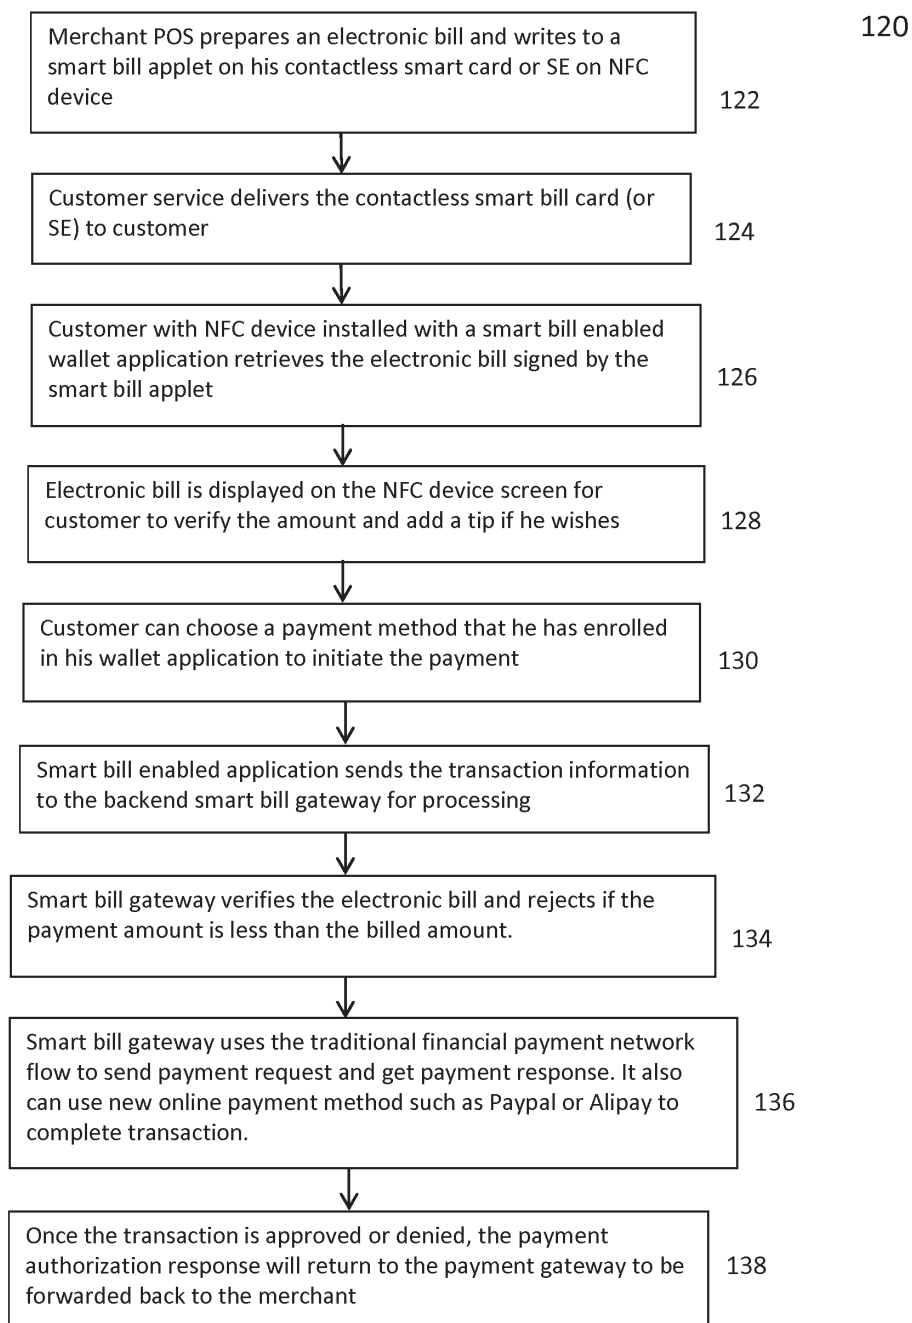 120
Merchant POS prepares an electronic bill and writes to a
smart bill applet on his contactless smart card or SE on NFC
device
122
Customer service delivers the contactless smart bill card (or
SE) to customer
124
Customer with NFC device installed with a smart bill enabled
wallet application retrieves the electronic bill signed by the
smart bill applet
126
Electronic bill is displayed on the NFC device screen for
customer to verify the amount and add a tip if he wishes
128
Customer can choose a payment method that he has enrolled
in his wallet application to initiate the payment
130
Smart bill enabled application sends the transaction information
to the backend smart bill gateway for processing
132
Smart bill gateway verifies the electronic bill and rejects if the
payment amount is less than the billed amount.
134
Smart bill gateway uses the traditional financial payment network
flow to send payment request and get payment response. It also
can use new online payment method such as Paypal or Alipay to
complete transaction.
136
Once the transaction is approved or denied, the payment
authorization response will return to the payment gateway to be
forwarded back to the merchant
138